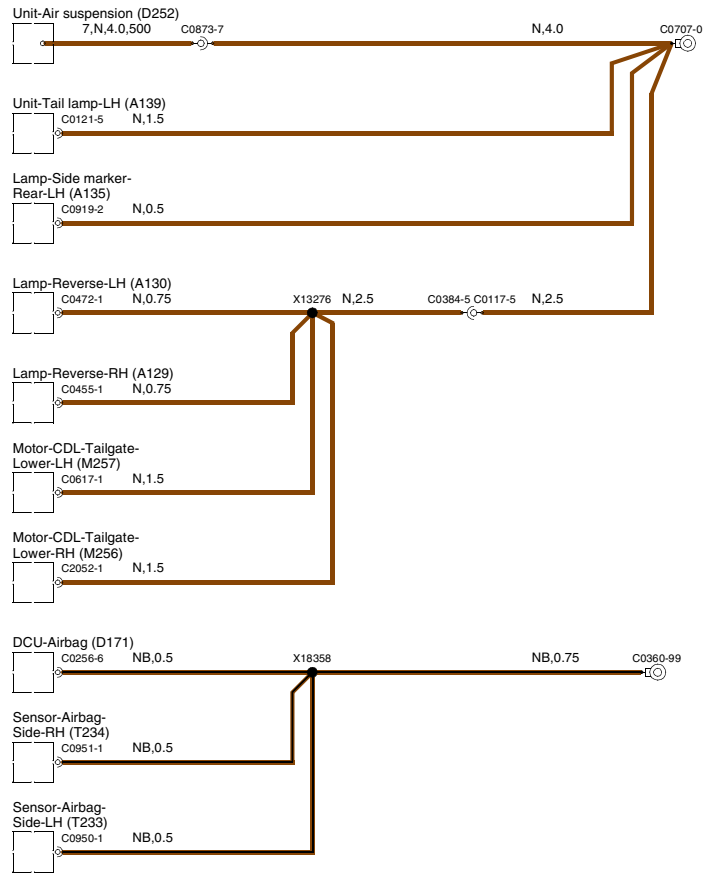 Unit-Air suspension (D252)
7,N,4.0,500
C0873-7
N,4.0
C0707-0
Unit-Tail lamp-LH (A139)
C0121-5
N,1.5
Lamp-Side marker-
Rear-LH (A135)
C0919-2
N,0.5
Lamp-Reverse-LH (A130)
C0472-1
N,0.75
X13276
N,2.5
C0384-5
C0117-5
N,2.5
Lamp-Reverse-RH (A129)
C0455-1
N,0.75
Motor-CDL-Tailgate-
Lower-LH (M257)
C0617-1
N,1.5
Motor-CDL-Tailgate-
Lower-RH (M256)
C2052-1
N,1.5
DCU-Airbag (D171)
C0256-6
NB,0.5
X18358
NB,0.75
C0360-99
Sensor-Airbag-
Side-RH (T234)
C0951-1
NB,0.5
Sensor-Airbag-
Side-LH (T233)
C0950-1
NB,0.5